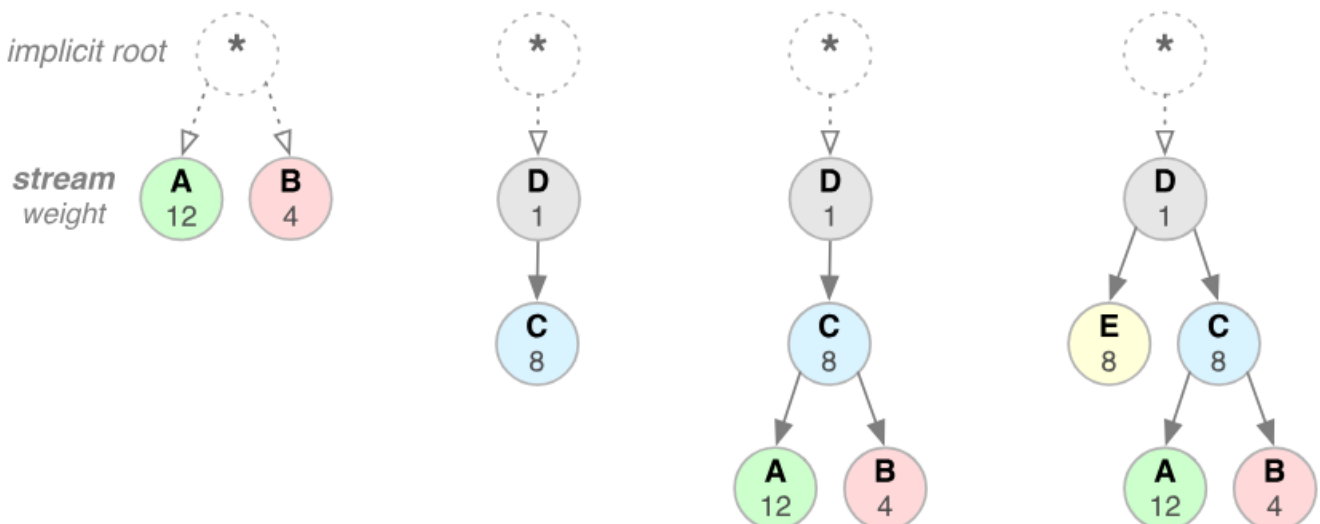 implicit root * * * *
stream A B D D D
weight 12 4 1 1 1
C C E C
8 8 8 8
A B A B
12 4 12 4